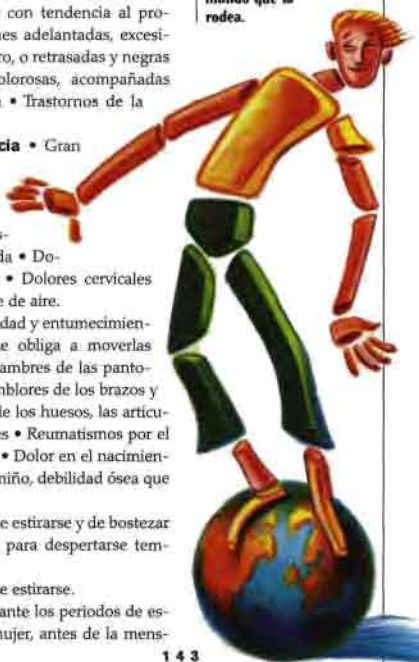 mundo que la
rodea.
con tendencia al pro-
es adelantadas, excesi-
ro, o retrasadas y negras
olorosas, acompañadas
• Trastornos de la
cia • Gran
da • Do-
• Dolores cervicales
e de aire.
dad y entumecimien-
e obliga a moverlas
ambres de las panto-
mblores de los brazos y
le los huesos, las articu-
es • Reumatismos por el
• Dolor en el nacimien-
niño, debilidad ósea que
e estirarse y de bostezar
para despertarse tem-
e estirarse.
ante los periodos de es-
nujer, antes de la mens-
143